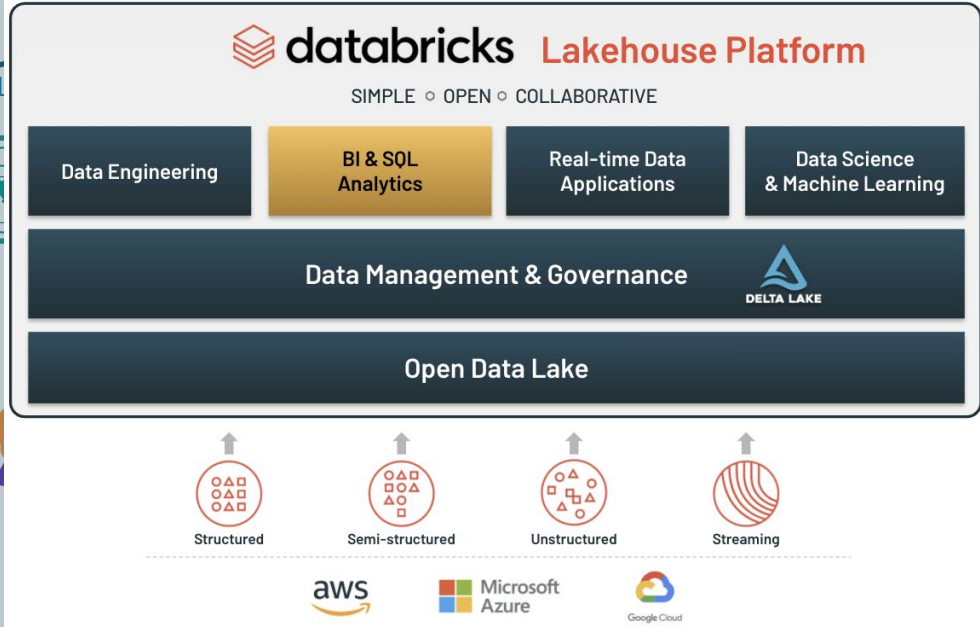 databricks Lakehouse Platform
SIMPLE OPEN COLLABORATIVE
Data Engineering
BI & SQL
Analytics
Real-time Data
Applications
Data Science
& Machine Learning
Data Management & Governance
DELTA LAKE
Open Data Lake
Structured
Semi-structured
Unstructured
Streaming
aws
Microsoft
Azure
Google Cloud